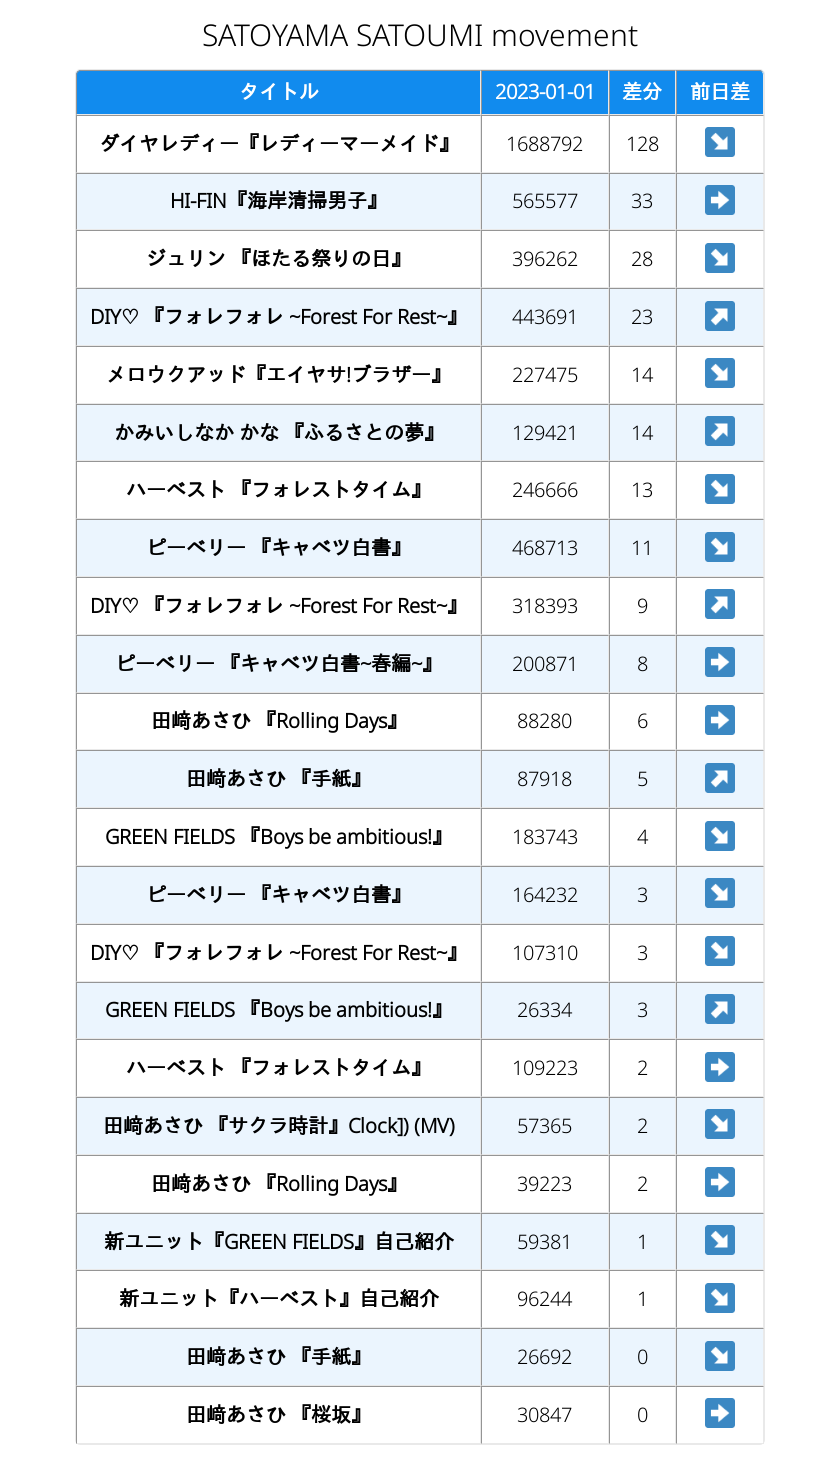 SATOYAMA SATOUMI movement
タイトル 2023-01-01 差分 前日差
ダイヤレディー『レディーマーメイド』 1688792 128 ↘
HI-FIN『海岸清掃男子』 565577 33 ➡
ジュリン 『ほたる祭りの日』 396262 28 ↘
DIY♡ 『フォレフォレ ~Forest For Rest~』 443691 23 ↗
メロウクアッド『エイヤサ!ブラザー』 227475 14 ↘
かみいしなか かな 『ふるさとの夢』 129421 14 ↗
ハーベスト 『フォレストタイム』 246666 13 ↘
ピーベリー 『キャベツ白書』 468713 11 ↘
DIY♡ 『フォレフォレ ~Forest For Rest~』 318393 9 ↗
ピーベリー 『キャベツ白書~春編~』 200871 8 ➡
田﨑あさひ 『Rolling Days』 88280 6 ➡
田﨑あさひ 『手紙』 87918 5 ↗
GREEN FIELDS 『Boys be ambitious!』 183743 4 ↘
ピーベリー 『キャベツ白書』 164232 3 ↘
DIY♡ 『フォレフォレ ~Forest For Rest~』 107310 3 ↘
GREEN FIELDS 『Boys be ambitious!』 26334 3 ↗
ハーベスト 『フォレストタイム』 109223 2 ➡
田﨑あさひ 『サクラ時計』Clock]) (MV) 57365 2 ↘
田﨑あさひ 『Rolling Days』 39223 2 ➡
新ユニット『GREEN FIELDS』自己紹介 59381 1 ↘
新ユニット『ハーベスト』自己紹介 96244 1 ↘
田﨑あさひ 『手紙』 26692 0 ↘
田﨑あさひ 『桜坂』 30847 0 ➡